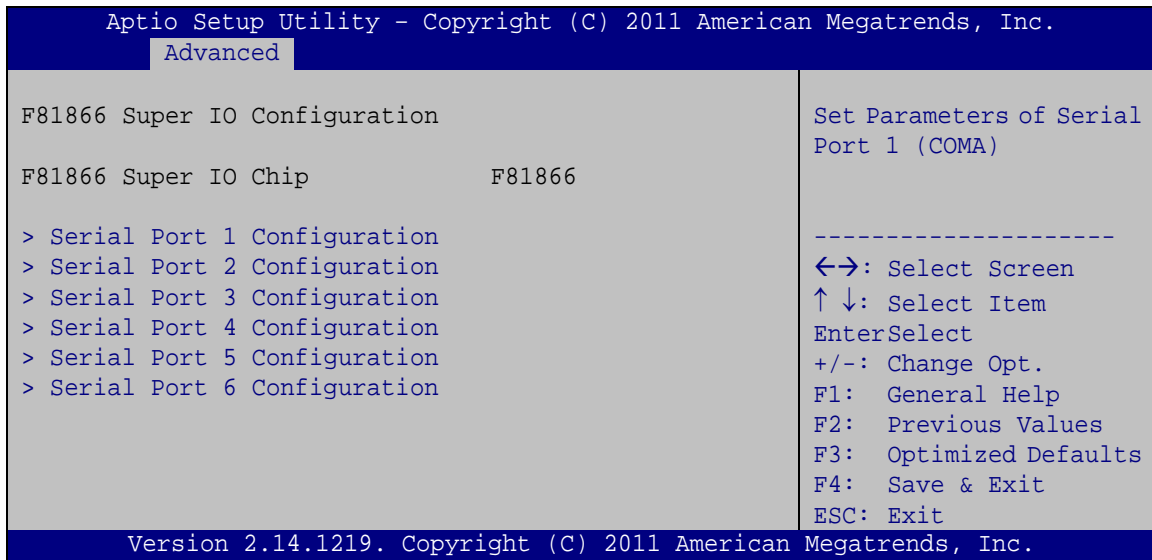 Aptio Setup Utility – Copyright (C) 2011 American Megatrends, Inc.
Advanced
F81866 Super IO Configuration
F81866 Super IO Chip F81866
> Serial Port 1 Configuration
> Serial Port 2 Configuration
> Serial Port 3 Configuration
> Serial Port 4 Configuration
> Serial Port 5 Configuration
> Serial Port 6 Configuration
Set Parameters of Serial
Port 1 (COMA)
---------------------
←→: Select Screen
↑ ↓: Select Item
EnterSelect
+/-: Change Opt.
F1: General Help
F2: Previous Values
F3: Optimized Defaults
F4: Save & Exit
ESC: Exit
Version 2.14.1219. Copyright (C) 2011 American Megatrends, Inc.